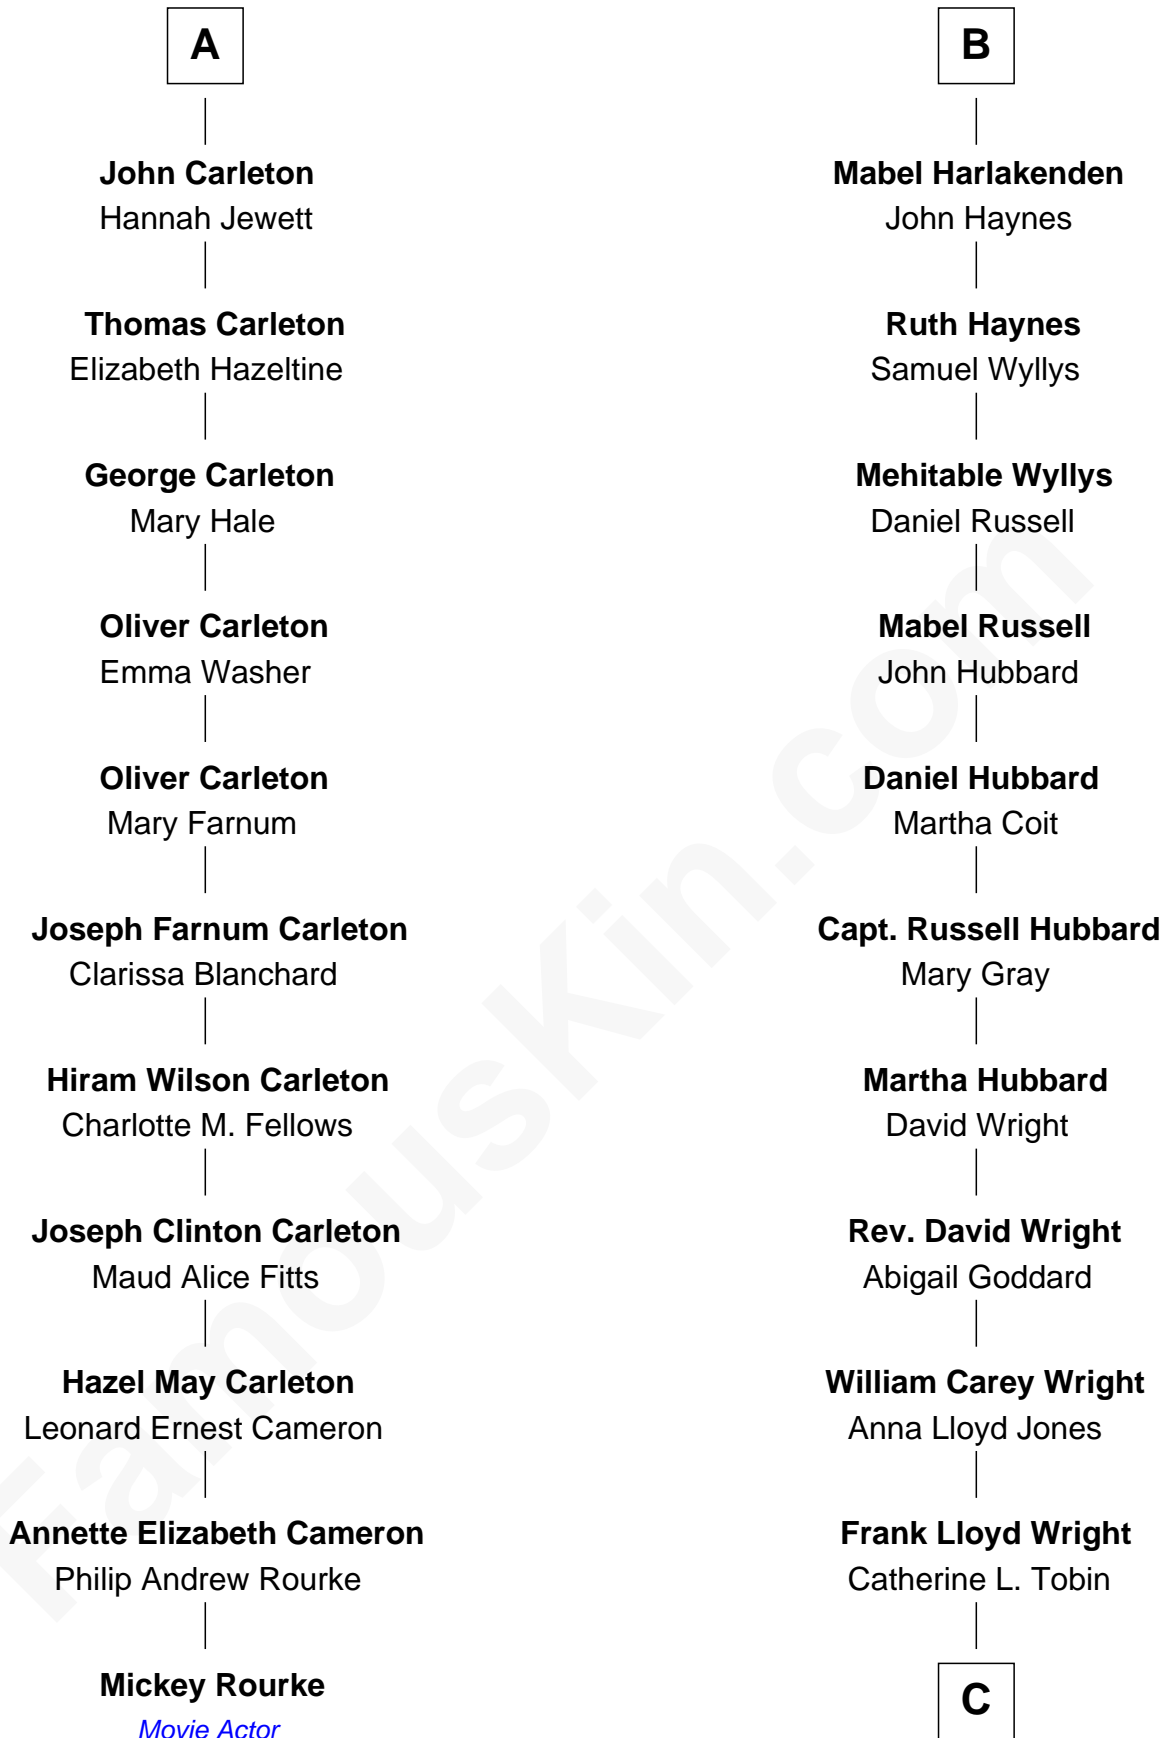 A
John Carleton
Hannah Jewett
Thomas Carleton
Elizabeth Hazeltine
George Carleton
Mary Hale
Oliver Carleton
Emma Washer
Oliver Carleton
Mary Farnum
Joseph Farnum Carleton
Clarissa Blanchard
Hiram Wilson Carleton
Charlotte M. Fellows
Joseph Clinton Carleton
Maud Alice Fitts
Hazel May Carleton
Leonard Ernest Cameron
Annette Elizabeth Cameron
Philip Andrew Rourke
Mickey Rourke
Movie Actor
B
Mabel Harlakenden
John Haynes
Ruth Haynes
Samuel Wyllys
Mehitable Wyllys
Daniel Russell
Mabel Russell
John Hubbard
Daniel Hubbard
Martha Coit
Capt. Russell Hubbard
Mary Gray
Martha Hubbard
David Wright
Rev. David Wright
Abigail Goddard
William Carey Wright
Anna Lloyd Jones
Frank Lloyd Wright
Catherine L. Tobin
C
FamousKin.com